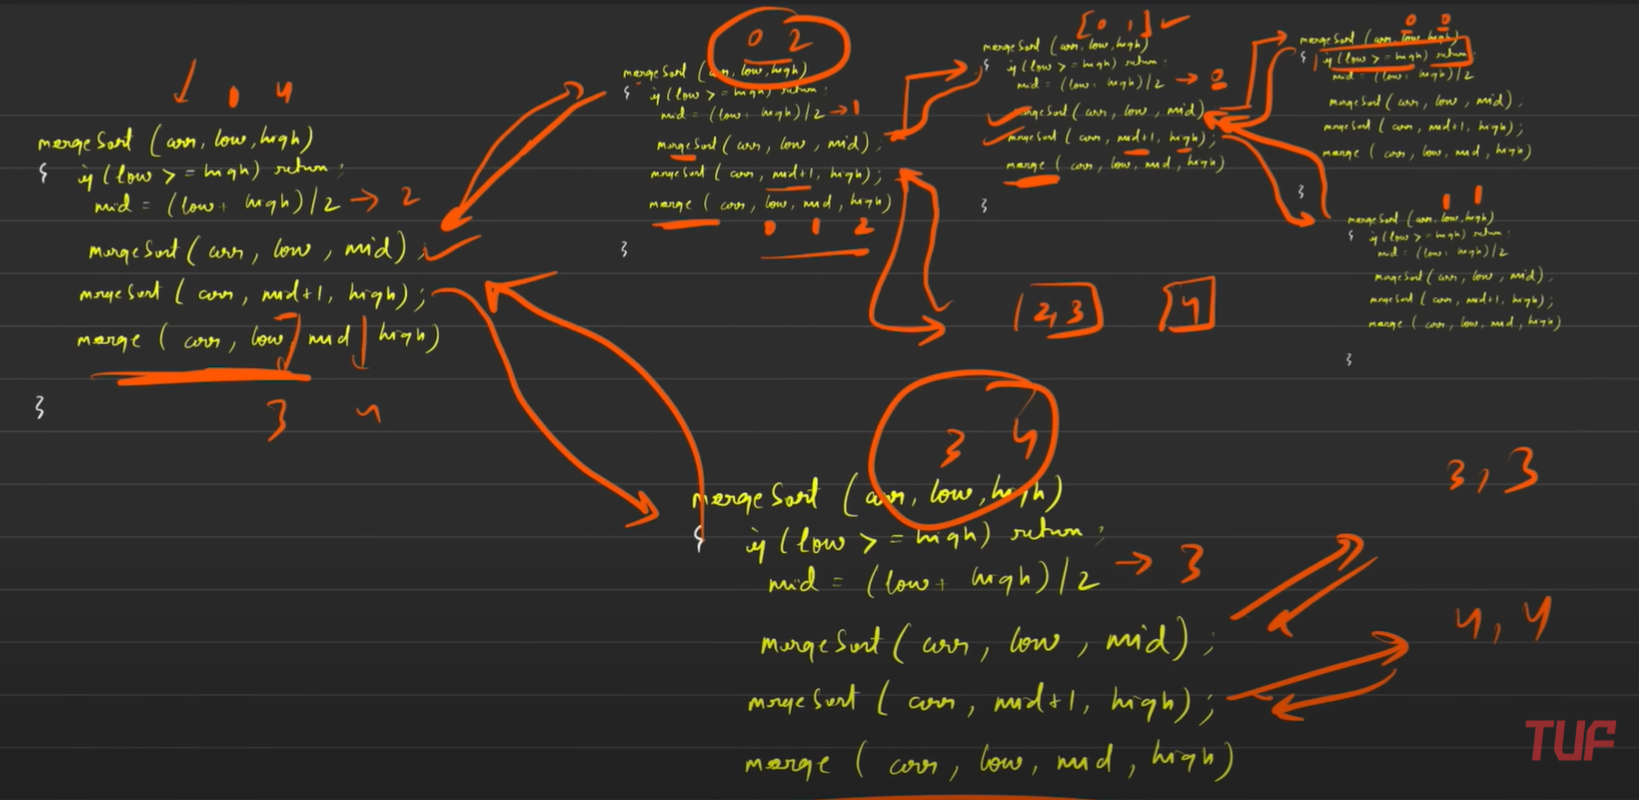 0 4
mergeSort (arr, low, high)
{ if (low >= high) return;
mid = (low + high)/2 → 2
mergeSort (arr, low, mid);
mergeSort (arr, mid+1, high);
merge (arr, low, mid, high)
}
3 4
0 2
mergeSort (arr, low, high)
{ if (low >= high) return;
mid = (low + high)/2 → 1
mergeSort (arr, low, mid);
mergeSort (arr, mid+1, high);
merge (arr, low, mid, high)
0 1 2
}
[0 1]
mergeSort (arr, low, high)
{ if (low >= high) return;
mid = (low + high)/2 → 0
mergeSort (arr, low, mid)
mergeSort (arr, mid+1, high);
merge (arr, low, mid, high)
}
0 0
mergeSort (arr, low, high)
{ if (low >= high) return;
mid = (low + high)/2
mergeSort (arr, low, mid);
mergeSort (arr, mid+1, high);
merge (arr, low, mid, high)
}
1 1
mergeSort (arr, low, high)
{ if (low >= high) return;
mid = (low + high)/2
mergeSort (arr, low, mid);
mergeSort (arr, mid+1, high);
merge (arr, low, mid, high)
}
2,3 4
3 4
mergeSort (arr, low, high)
{ if (low >= high) return;
mid = (low + high)/2 → 3
mergeSort (arr, low, mid);
mergeSort (arr, mid+1, high);
merge (arr, low, mid, high)
3, 3
4, 4
TUF